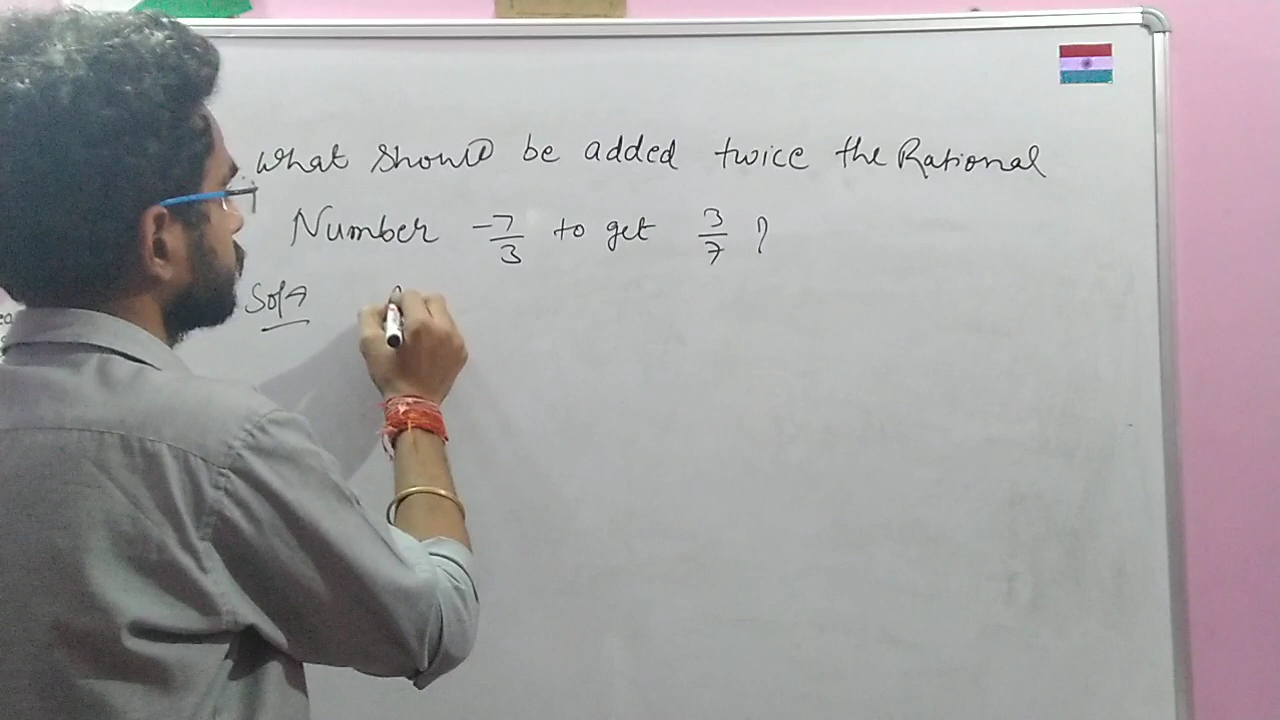 What should be added twice the Rational
Number -7/3 to get 3/7 ?
Sol